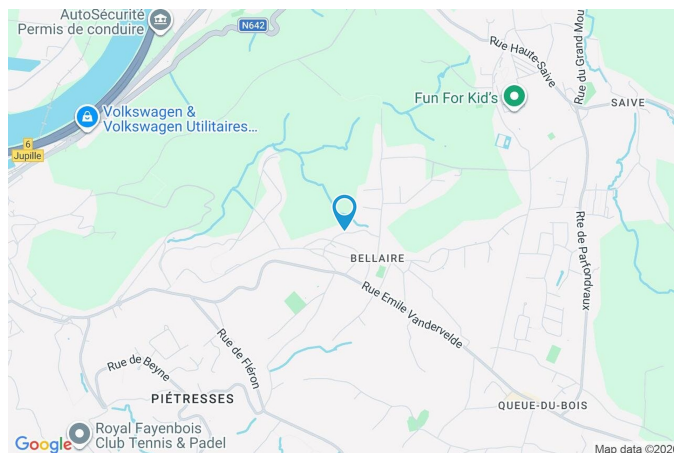 AutoSécurité
Permis de conduire
N642
Rue Haute-Saive
Rue du Grand Mou
Fun For Kid's
SAIVE
Volkswagen &
Volkswagen Utilitaires...
6
Jupille
Rte de Parfondvaux
BELLAIRE
Rue Emile Vandervelde
Rue de Fléron
Rue de Beyne
PIÉTRESSES
QUEUE-DU-BOIS
Royal Fayenbois
Club Tennis & Padel
Google
Map data ©2026